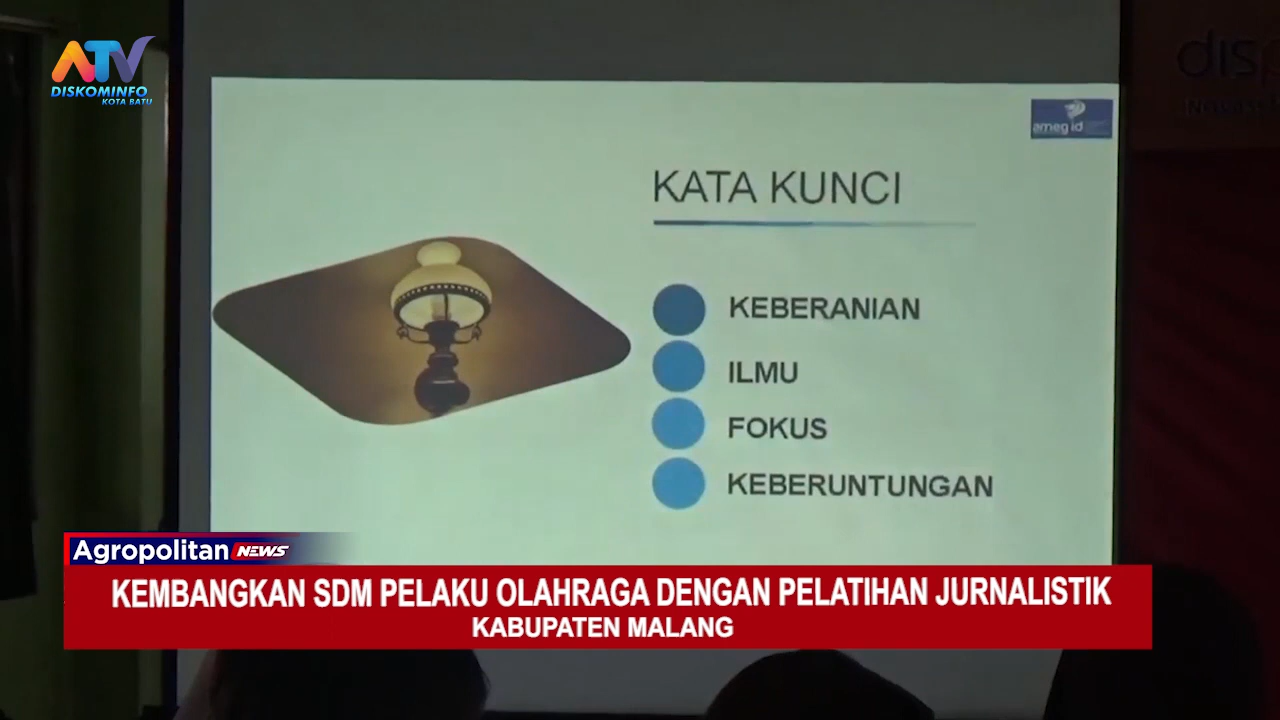 ATV
DISKOMINFO
KOTA BATU
ameg.id
KATA KUNCI
KEBERANIAN
ILMU
FOKUS
KEBERUNTUNGAN
Agropolitan NEWS
KEMBANGKAN SDM PELAKU OLAHRAGA DENGAN PELATIHAN JURNALISTIK
KABUPATEN MALANG